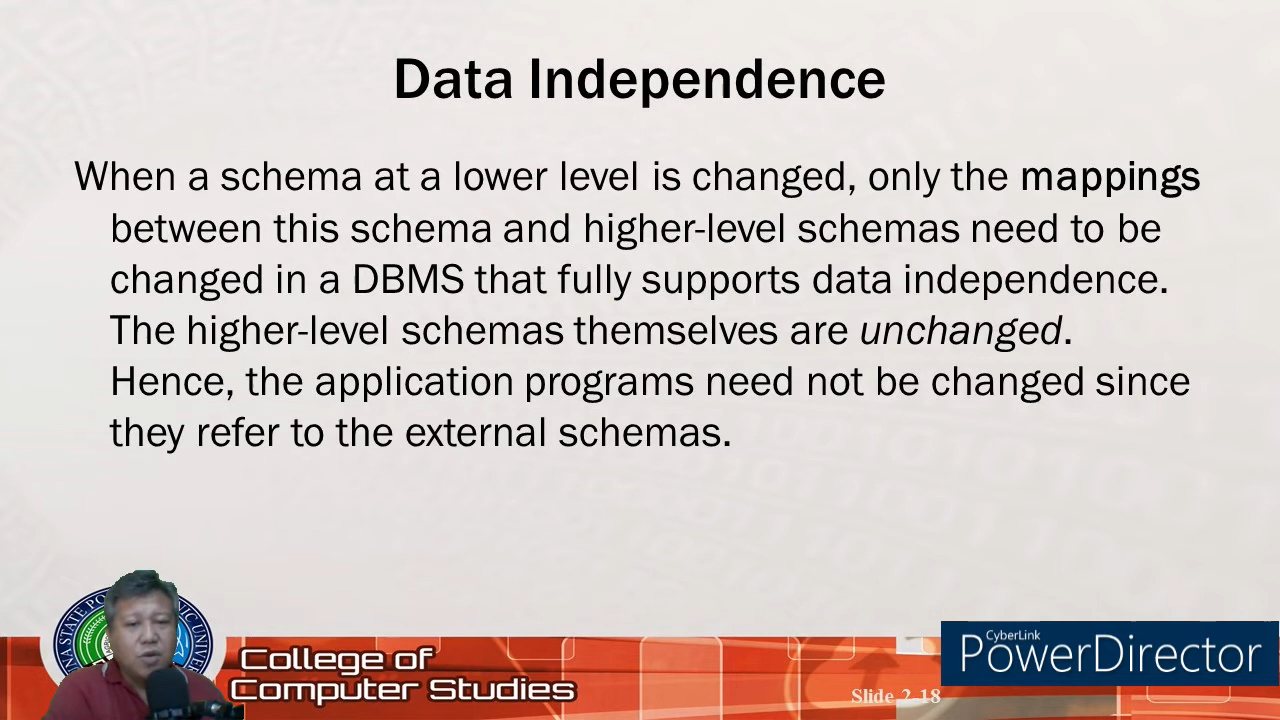 Data Independence
When a schema at a lower level is changed, only the mappings
between this schema and higher-level schemas need to be
changed in a DBMS that fully supports data independence.
The higher-level schemas themselves are unchanged.
Hence, the application programs need not be changed since
they refer to the external schemas.
College of
Computer Studies
Slide 2-18
CyberLink
PowerDirector